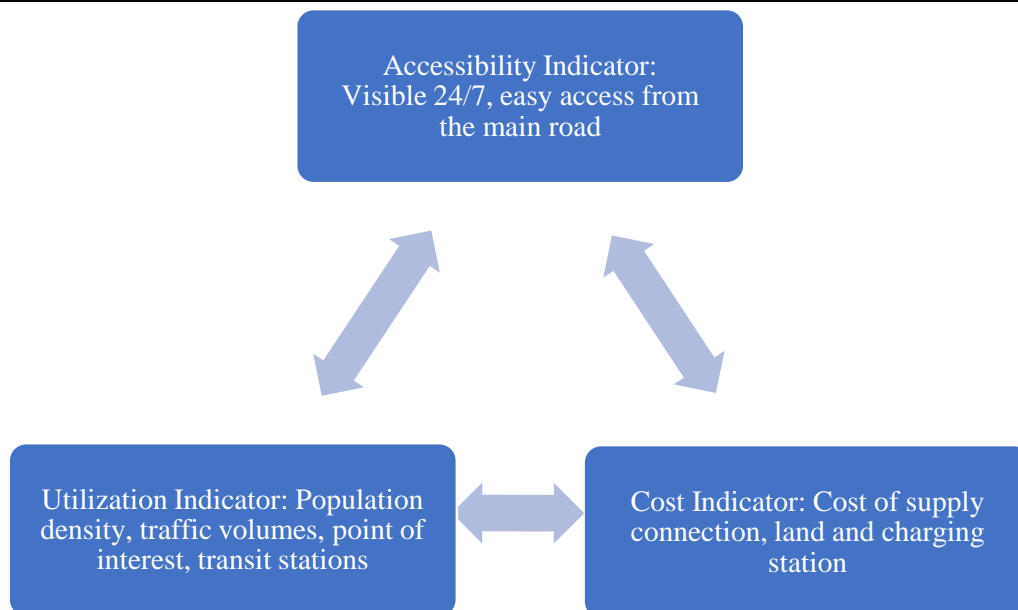 Accessibility Indicator:
Visible 24/7, easy access from
the main road
Utilization Indicator: Population
density, traffic volumes, point of
interest, transit stations
Cost Indicator: Cost of supply
connection, land and charging
station